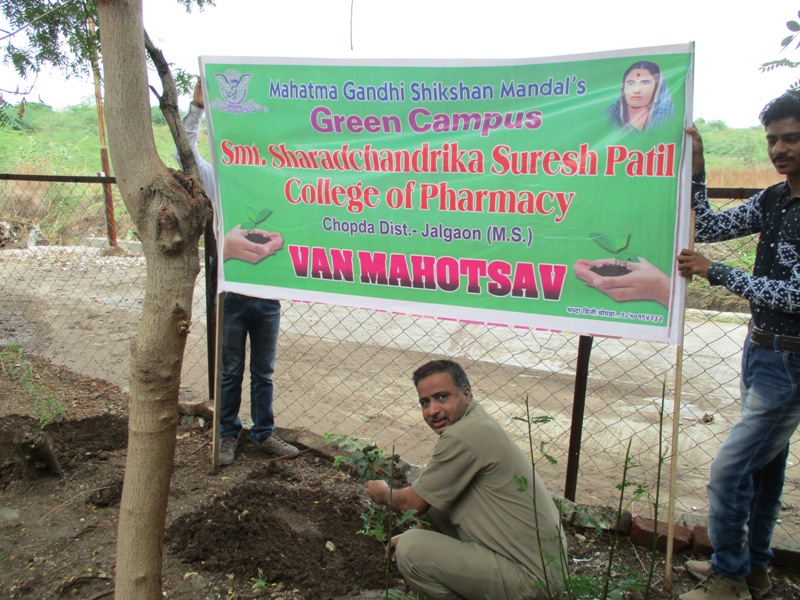 Mahatma Gandhi Shikshan Mandal's
Green Campus
Smt. Sharadchandrika Suresh Patil
College of Pharmacy
Chopda Dist.- Jalgaon (M.S.)
VAN MAHOTSAV